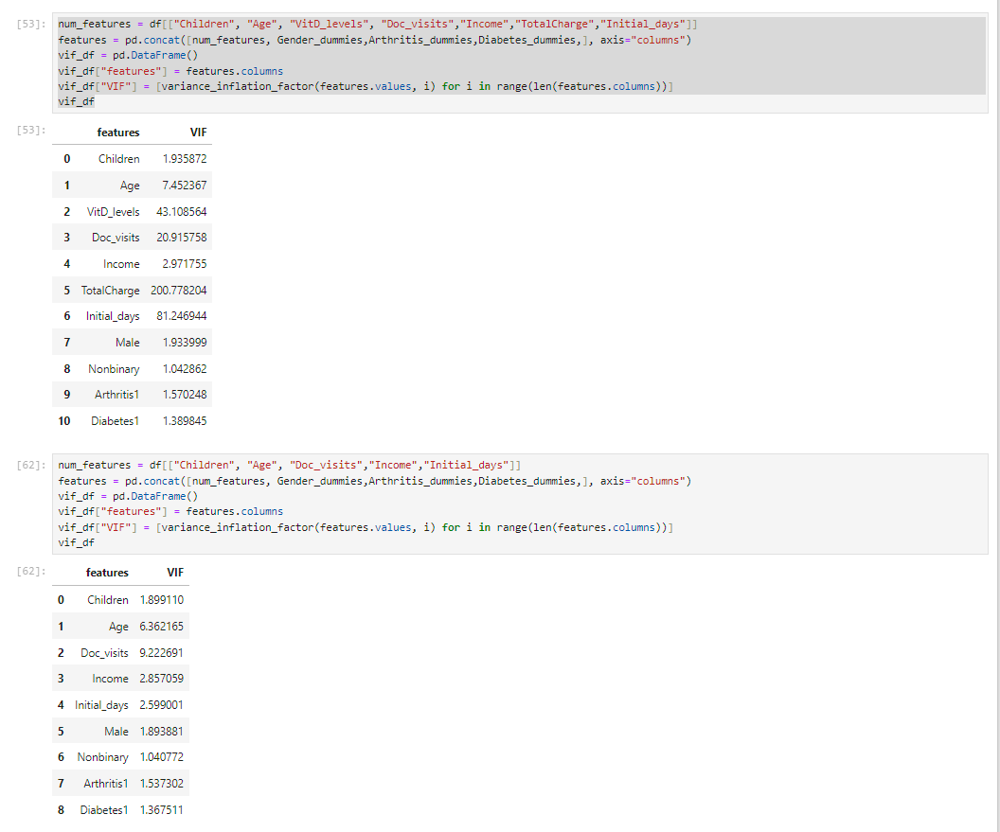 [53]: num_features = df[["Children", "Age", "VitD_levels", "Doc_visits","Income","TotalCharge","Initial_days"]]
features = pd.concat([num_features, Gender_dummies,Arthritis_dummies,Diabetes_dummies,], axis="columns")
vif_df = pd.DataFrame()
vif_df["features"] = features.columns
vif_df["VIF"] = [variance_inflation_factor(features.values, i) for i in range(len(features.columns))]
vif_df
[53]: features VIF
0 Children 1.935872
1 Age 7.452367
2 VitD_levels 43.108564
3 Doc_visits 20.915758
4 Income 2.971755
5 TotalCharge 200.778204
6 Initial_days 81.246944
7 Male 1.933999
8 Nonbinary 1.042862
9 Arthritis1 1.570248
10 Diabetes1 1.389845
[62]: num_features = df[["Children", "Age", "Doc_visits","Income","Initial_days"]]
features = pd.concat([num_features, Gender_dummies,Arthritis_dummies,Diabetes_dummies,], axis="columns")
vif_df = pd.DataFrame()
vif_df["features"] = features.columns
vif_df["VIF"] = [variance_inflation_factor(features.values, i) for i in range(len(features.columns))]
vif_df
[62]: features VIF
0 Children 1.899110
1 Age 6.362165
2 Doc_visits 9.222691
3 Income 2.857059
4 Initial_days 2.599001
5 Male 1.893881
6 Nonbinary 1.040772
7 Arthritis1 1.537302
8 Diabetes1 1.367511